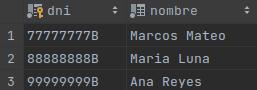 dni nombre
1 77777777B Marcos Mateo
2 88888888B Maria Luna
3 99999999B Ana Reyes